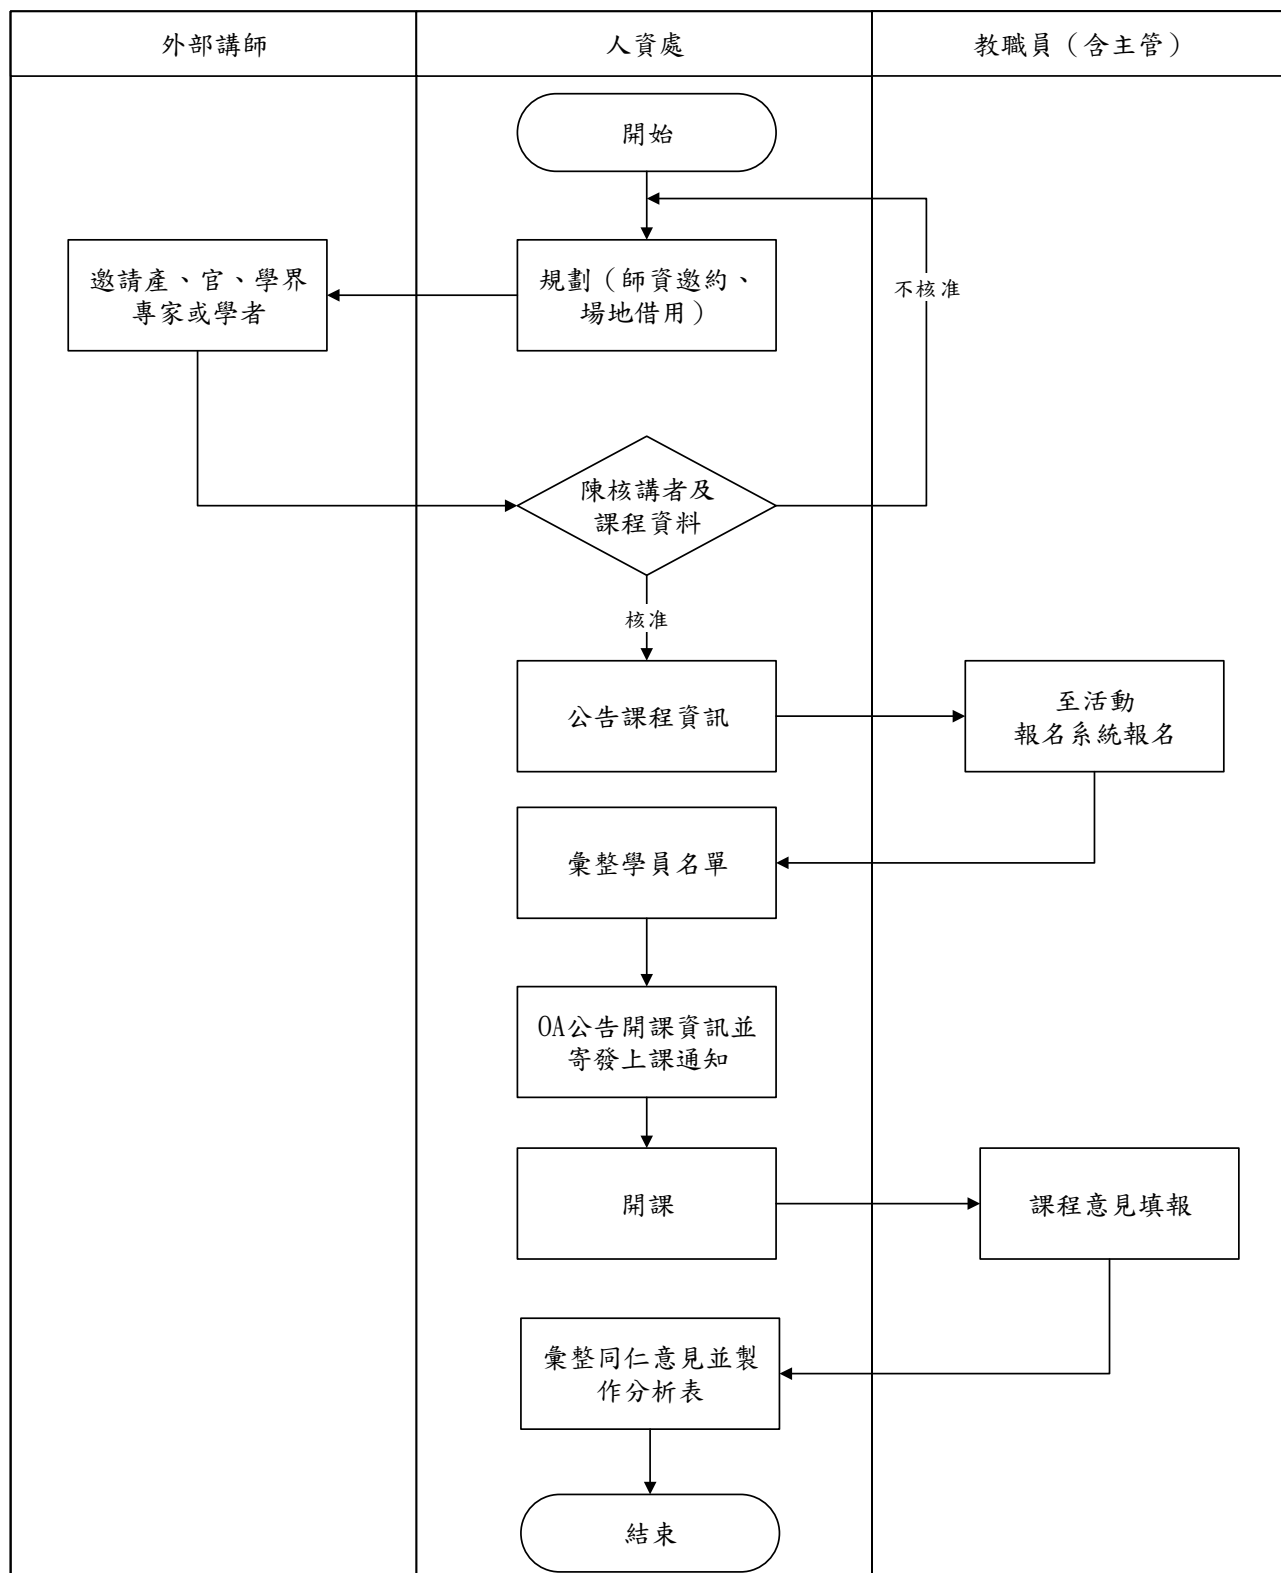 外部講師
人資處
教職員（含主管）
開始
邀請產、官、學界
專家或學者
規劃（師資邀約、
場地借用）
不核准
陳核講者及
課程資料
核准
公告課程資訊
至活動
報名系統報名
彙整學員名單
OA公告開課資訊並
寄發上課通知
開課
課程意見填報
彙整同仁意見並製
作分析表
結束